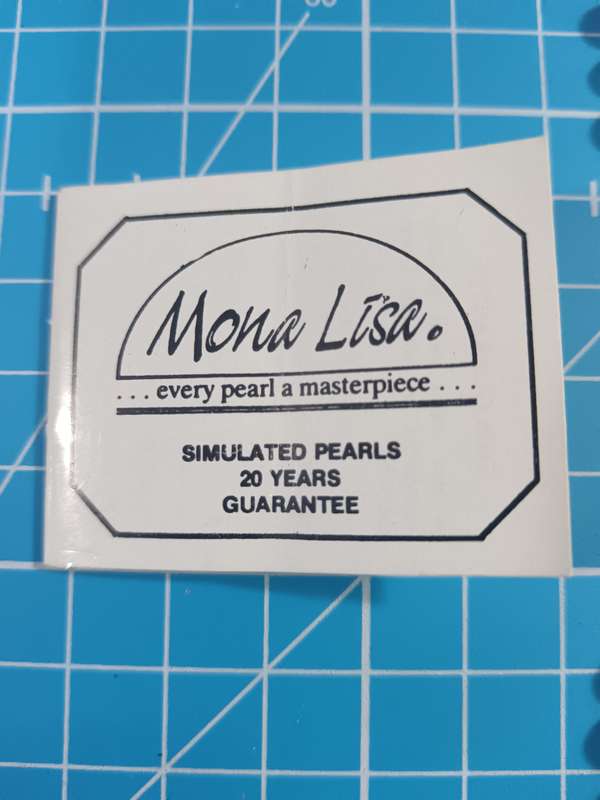 Mona Lisa.
... every pearl a masterpiece ...
SIMULATED PEARLS
20 YEARS
GUARANTEE